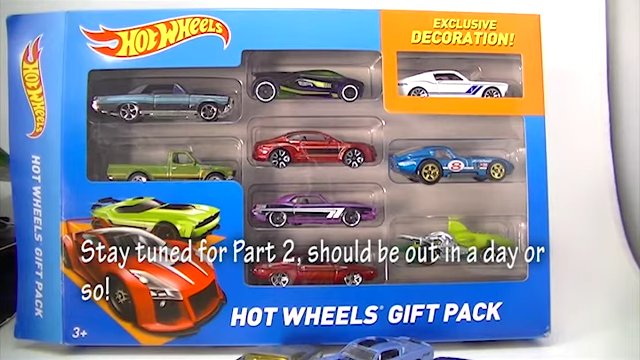 HOT WHEELS
EXCLUSIVE
DECORATION!
HOT WHEELS
HOT WHEELS GIFT PACK
8
Stay tuned for Part 2, should be out in a day or
so!
3+
HOT WHEELS® GIFT PACK